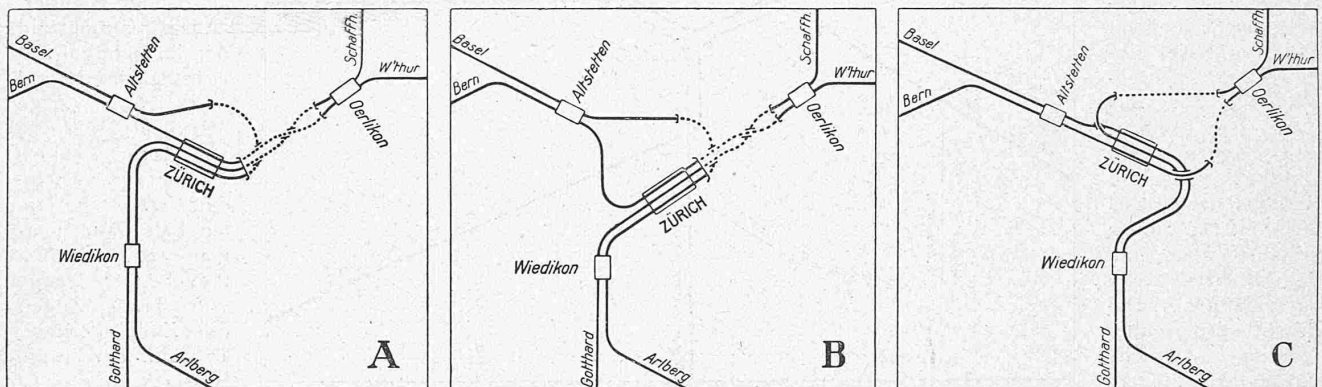 Basel
Bern
Altstetten
Schaffh.
W'thur
Oerlikon
ZÜRICH
Wiedikon
Gotthard
Arlberg
A
Basel
Bern
Altstetten
Schaffh.
W'thur
Oerlikon
ZÜRICH
Wiedikon
Gotthard
Arlberg
B
Basel
Bern
Altstetten
Schaffh.
W'thur
Oerlikon
ZÜRICH
Wiedikon
Gotthard
Arlberg
C